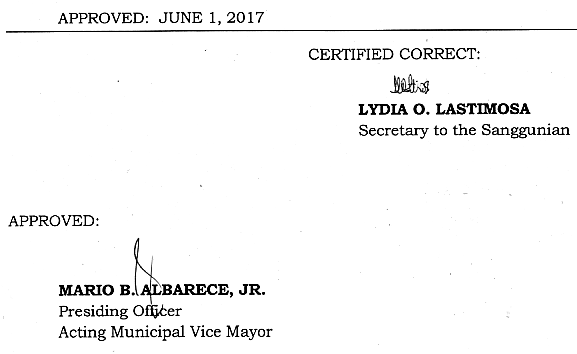 APPROVED: JUNE 1, 2017
CERTIFIED CORRECT:
LYDIA O. LASTIMOSA
Secretary to the Sanggunian
APPROVED:
MARIO B. ALBARECE, JR.
Presiding Officer
Acting Municipal Vice Mayor